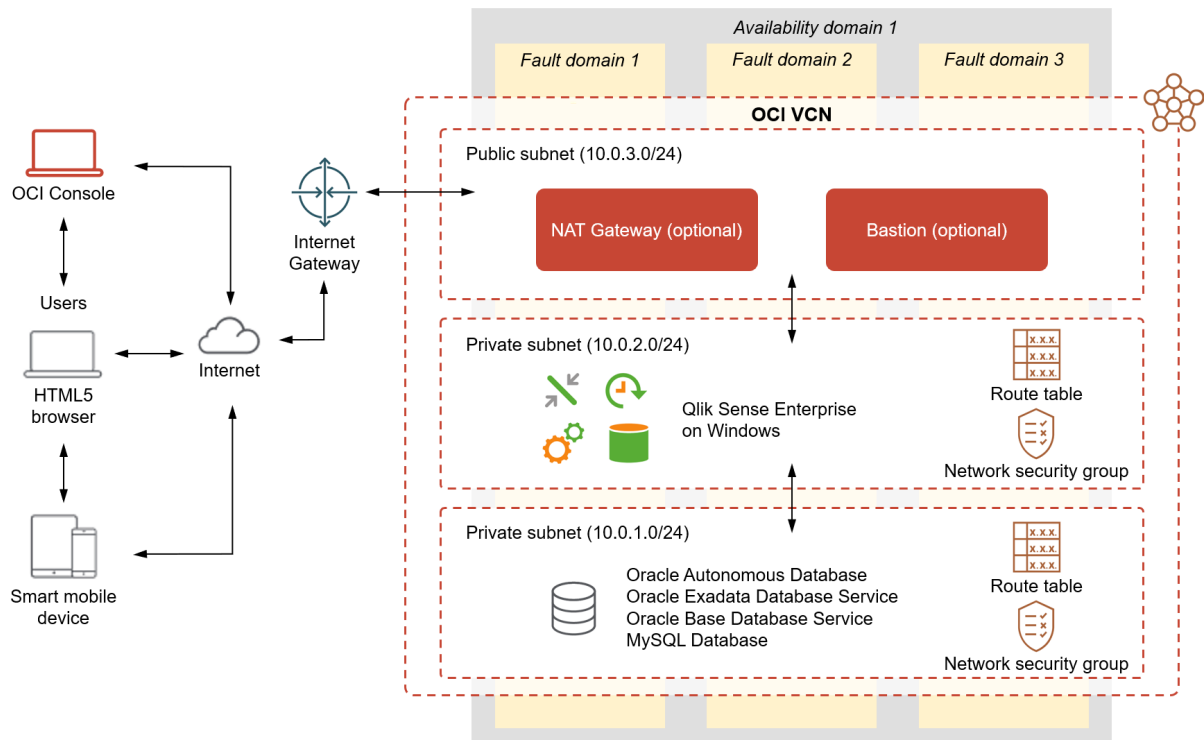 Availability domain 1
Fault domain 1
Fault domain 2
Fault domain 3
OCI VCN
Public subnet (10.0.3.0/24)
NAT Gateway (optional)
Bastion (optional)
OCI Console
Users
HTML5
browser
Smart mobile
device
Internet
Internet
Gateway
Private subnet (10.0.2.0/24)
Qlik Sense Enterprise
on Windows
x.x.x.
x.x.x.
x.x.x.
Route table
Network security group
Private subnet (10.0.1.0/24)
Oracle Autonomous Database
Oracle Exadata Database Service
Oracle Base Database Service
MySQL Database
x.x.x.
x.x.x.
x.x.x.
Route table
Network security group